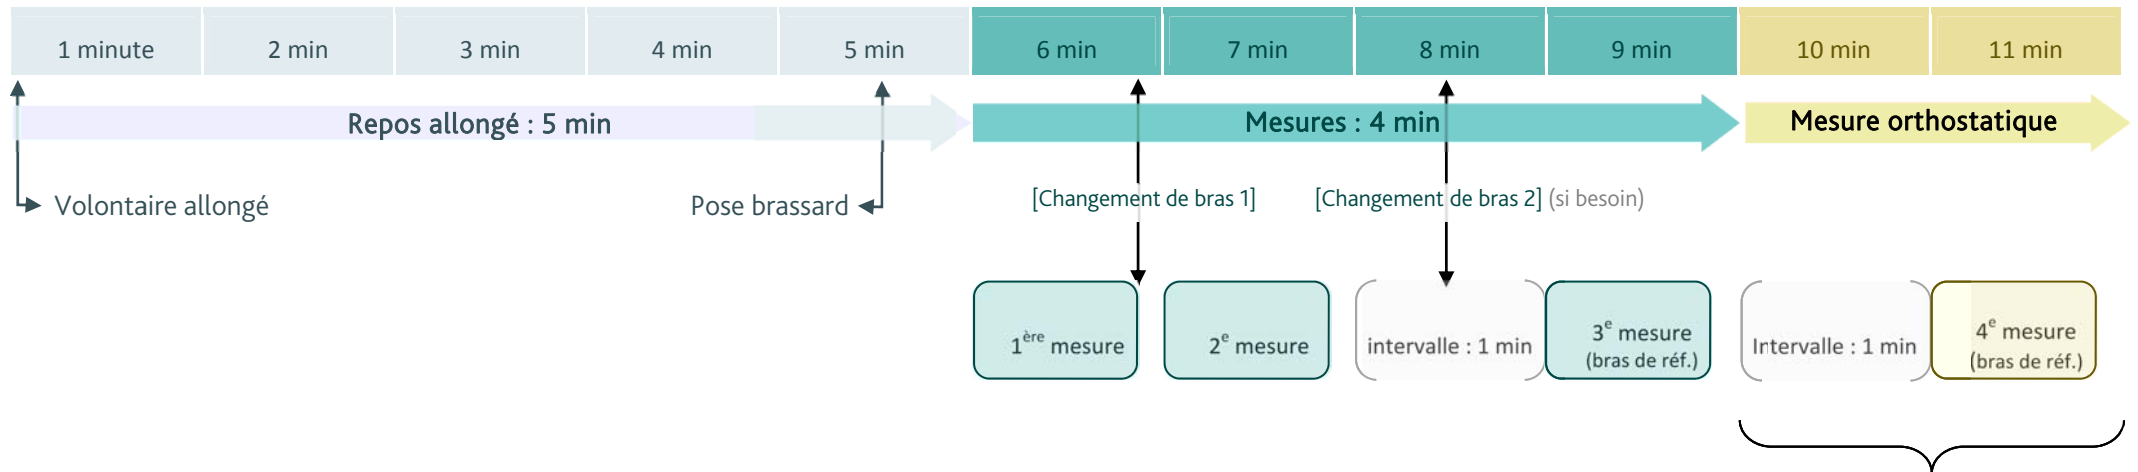 1 minute
2 min
3 min
4 min
5 min
6 min
7 min
8 min
9 min
10 min
11 min
Repos allongé : 5 min
Mesures : 4 min
Mesure orthostatique
Volontaire allongé
Pose brassard
[Changement de bras 1]
[Changement de bras 2] (si besoin)
1ère mesure
2e mesure
intervalle : 1 min
3e mesure
(bras de réf.)
Intervalle : 1 min
4e mesure
(bras de réf.)